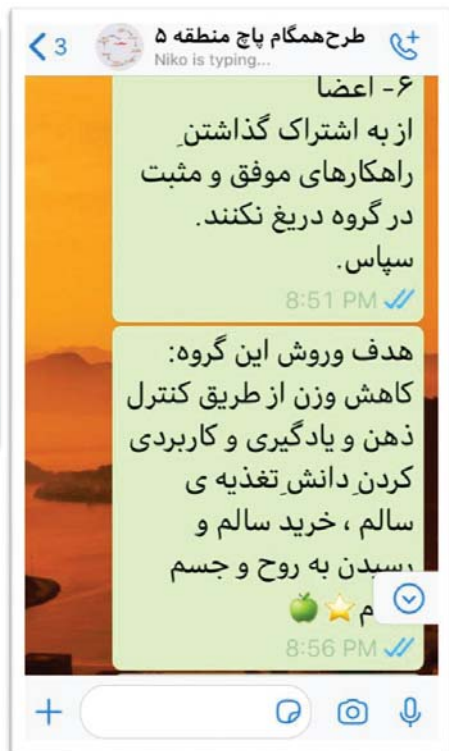 3
طرح‌همگام پاچ منطقه ۵
Niko is typing...
۶- اعضا
از به اشتراک گذاشتنِ
راهکارهای موفق و مثبت
در گروه دریغ نکنند.
سپاس.
8:51 PM
هدف وروش این گروه:
کاهش وزن از طریق کنترل
ذهن و یادگیری و کاربردی
کردنِ دانشِ تغذیه ی
سالم ، خرید سالم و
رسیدن به روح و جسم
8:56 PM